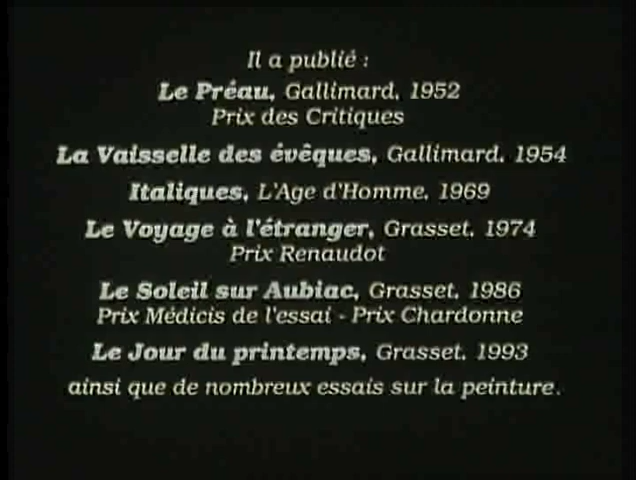 Il a publié :
Le Préau, Gallimard, 1952
Prix des Critiques
La Vaisselle des évêques, Gallimard, 1954
Italiques, L'Age d'Homme, 1969
Le Voyage à l'étranger, Grasset, 1974
Prix Renaudot
Le Soleil sur Aubiac, Grasset, 1986
Prix Médicis de l'essai - Prix Chardonne
Le Jour du printemps, Grasset, 1993
ainsi que de nombreux essais sur la peinture.